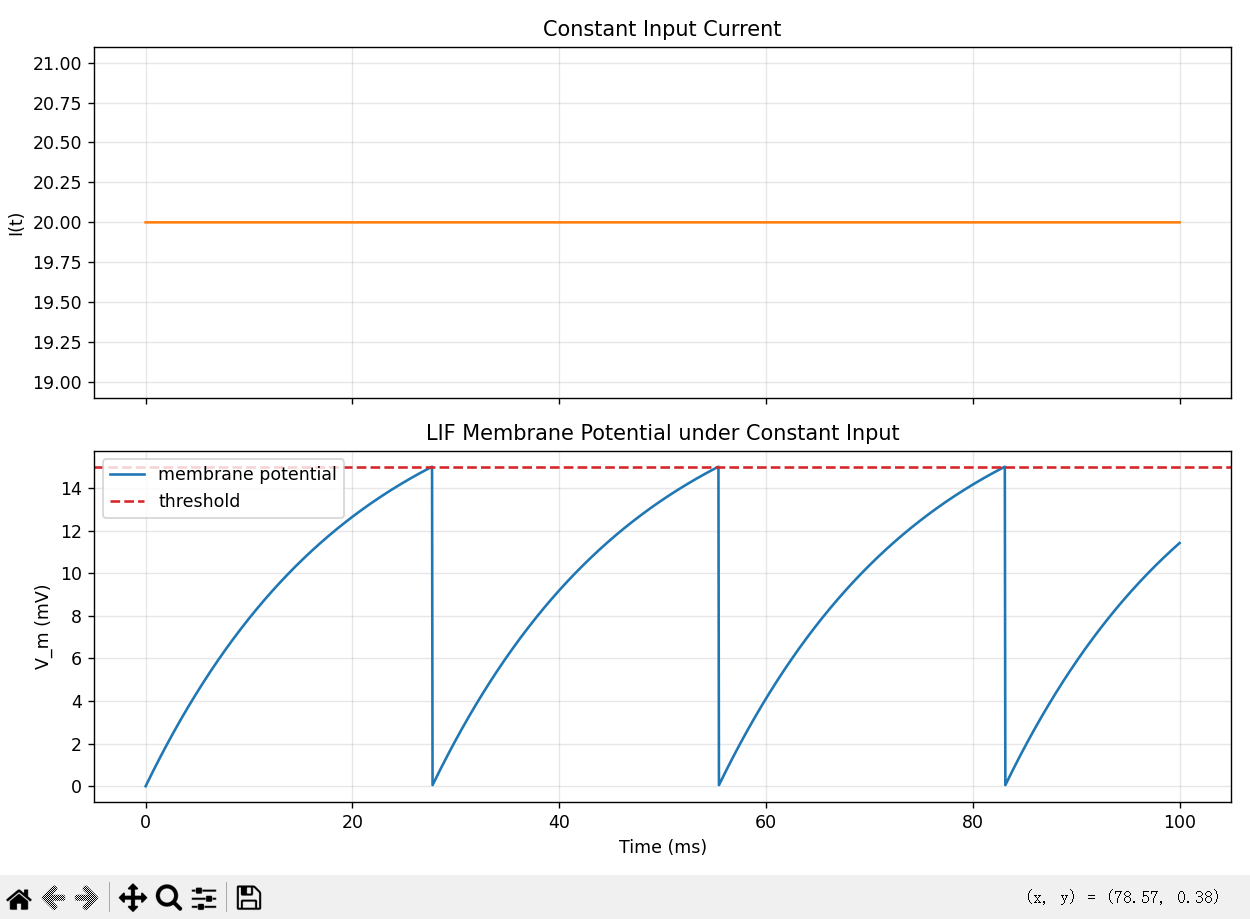 Constant Input Current
21.00
20.75
20.50
20.25
20.00
19.75
19.50
19.25
19.00
I(t)
LIF Membrane Potential under Constant Input
membrane potential
threshold
14
12
10
8
6
4
2
0
V_m (mV)
0 20 40 60 80 100
Time (ms)
(x, y) = (78.57, 0.38)